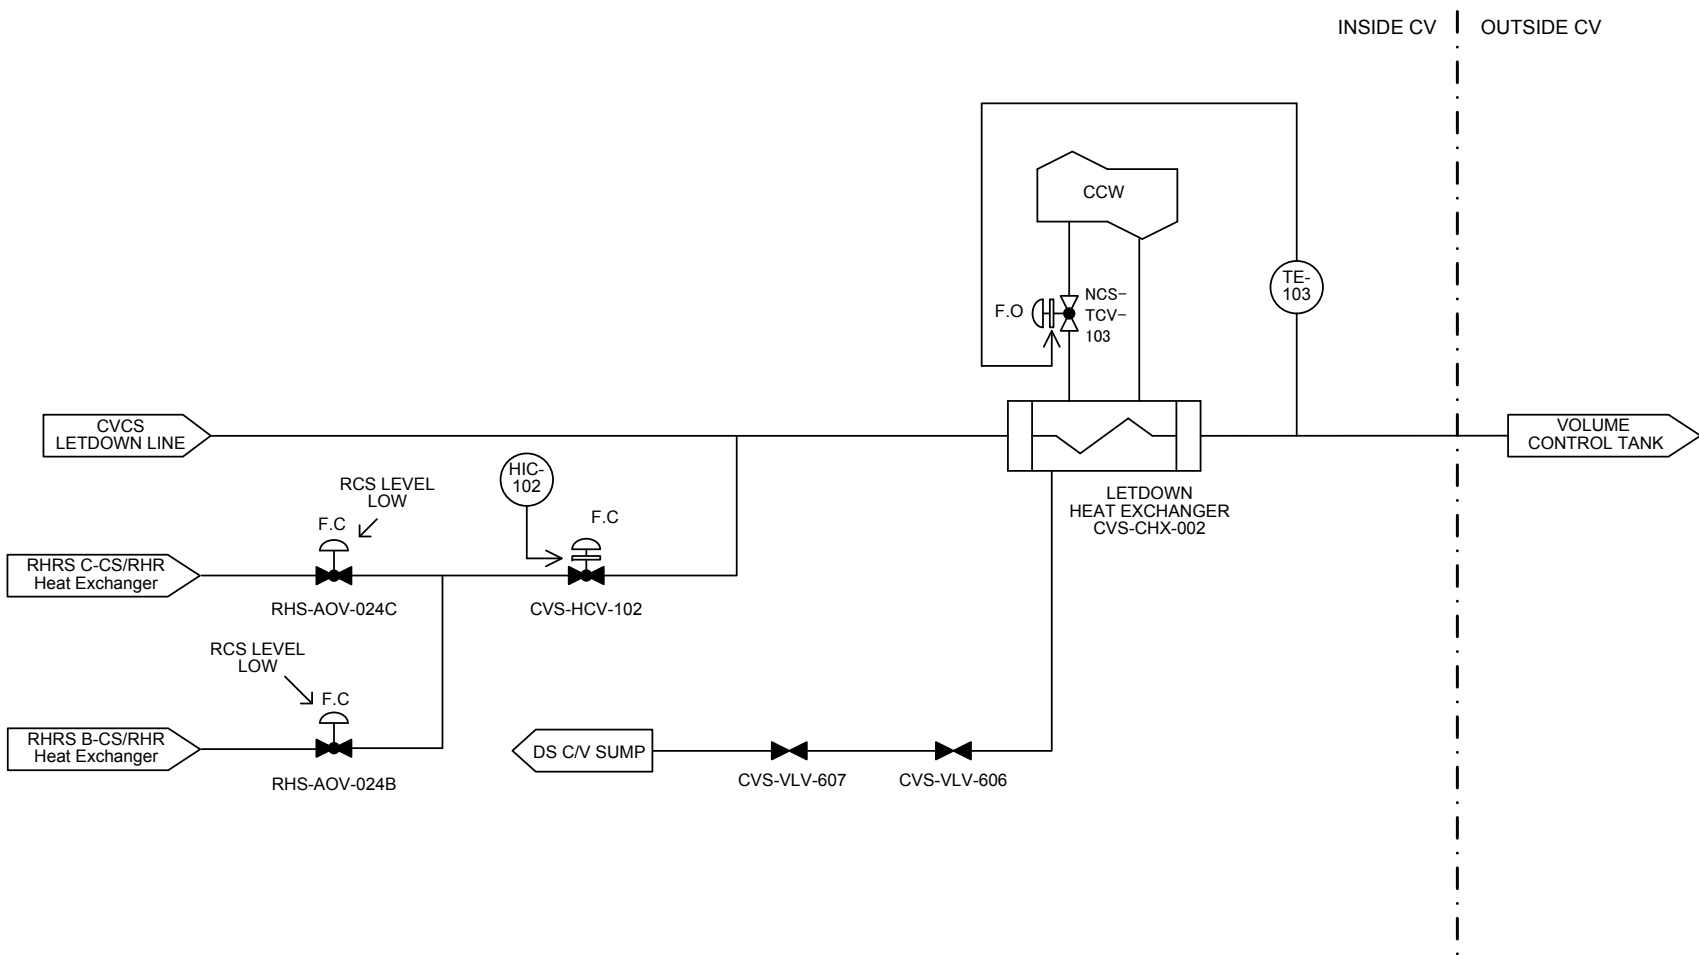 INSIDE CV
OUTSIDE CV
CCW
F.O
NCS-
TCV-
103
TE-
103
CVCS
LETDOWN LINE
VOLUME
CONTROL TANK
LETDOWN
HEAT EXCHANGER
CVS-CHX-002
HIC-
102
RCS LEVEL
LOW
F.C
F.C
RHRS C-CS/RHR
Heat Exchanger
RHS-AOV-024C
CVS-HCV-102
RCS LEVEL
LOW
F.C
RHRS B-CS/RHR
Heat Exchanger
RHS-AOV-024B
DS C/V SUMP
CVS-VLV-607
CVS-VLV-606